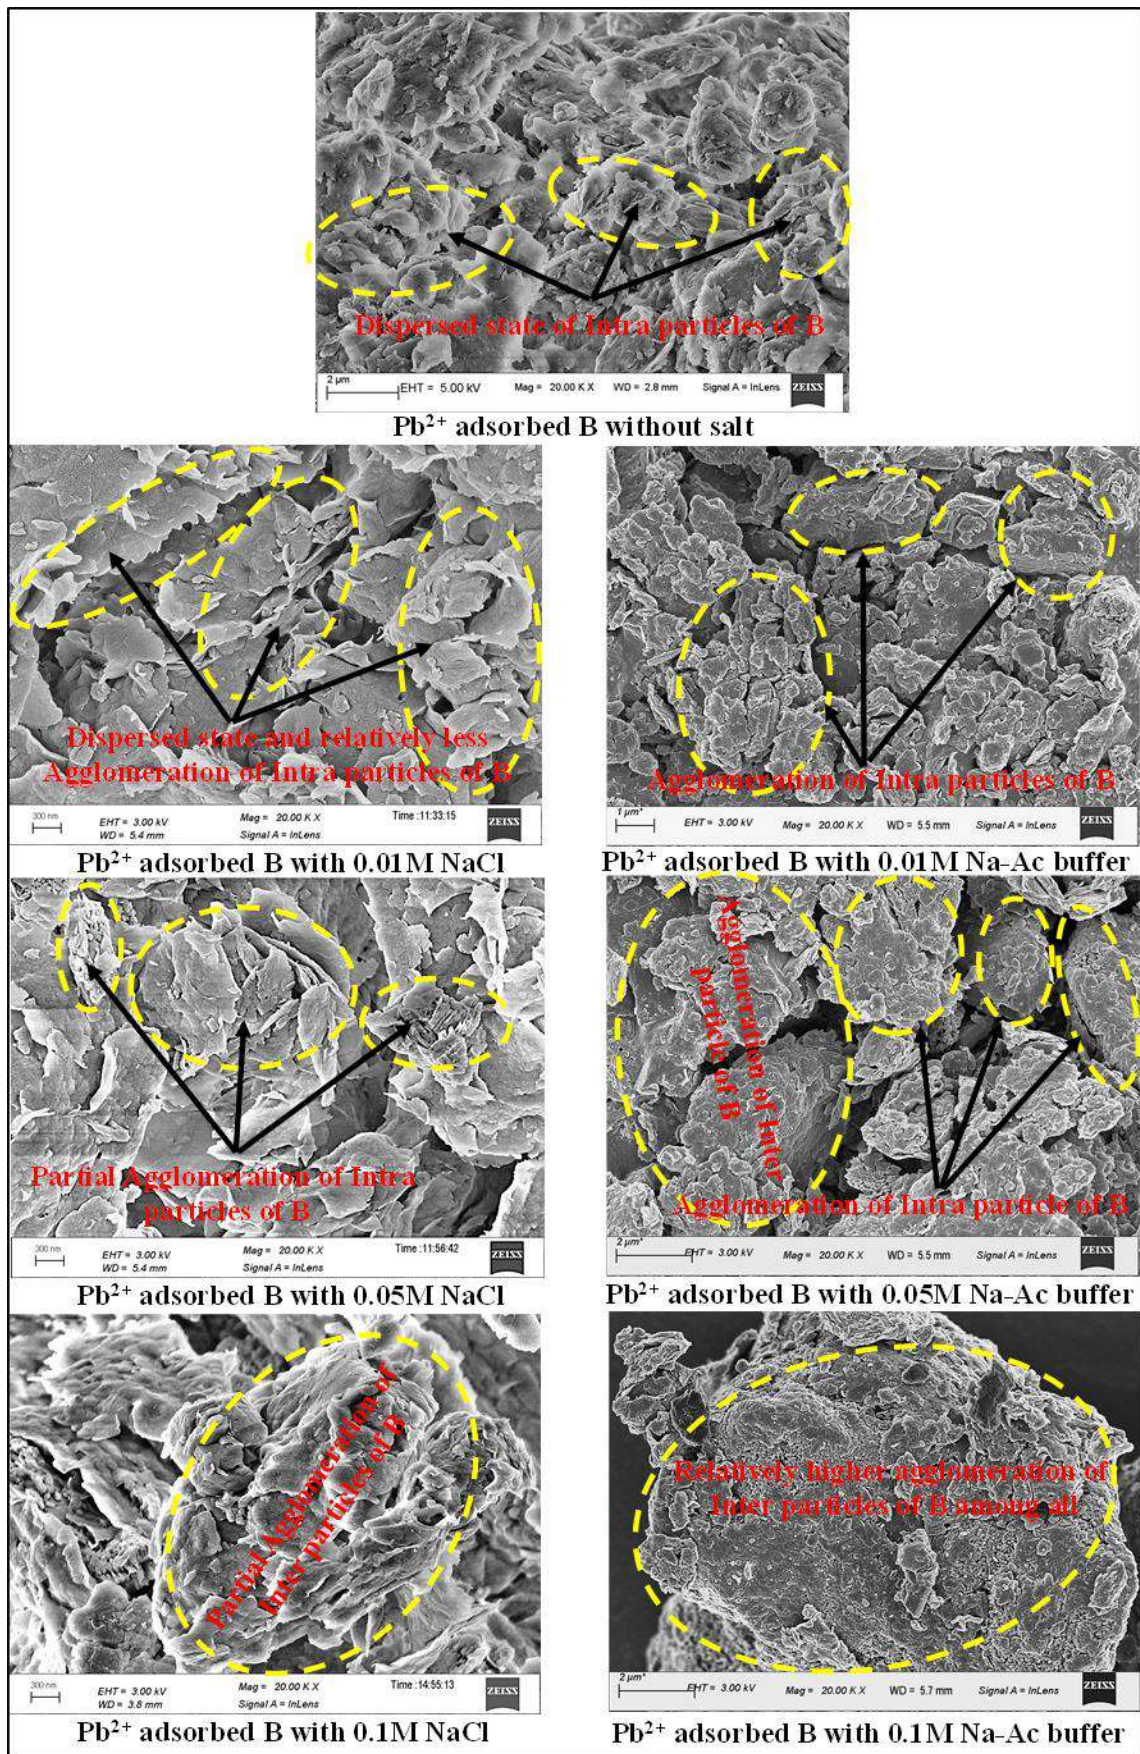 Dispersed state of Intra particles of B
2 µm
EHT = 5.00 kV Mag = 20.00 K X WD = 2.8 mm Signal A = InLens ZEISS
Pb²⁺ adsorbed B without salt
Dispersed state and relatively less
Agglomeration of Intra particles of B
300 nm EHT = 3.00 kV Mag = 20.00 K X Time :11:33:15 ZEISS
WD = 5.4 mm Signal A = InLens
Pb²⁺ adsorbed B with 0.01M NaCl
Agglomeration of Intra particles of B
1 µm* EHT = 3.00 kV Mag = 20.00 K X WD = 5.5 mm Signal A = InLens ZEISS
Pb²⁺ adsorbed B with 0.01M Na-Ac buffer
Partial Agglomeration of Intra
particles of B
300 nm EHT = 3.00 kV Mag = 20.00 K X Time :11:56:42 ZEISS
WD = 5.4 mm Signal A = InLens
Pb²⁺ adsorbed B with 0.05M NaCl
Agglomeration of Inter
particle of B
Agglomeration of Intra particle of B
2 µm* EHT = 3.00 kV Mag = 20.00 K X WD = 5.5 mm Signal A = InLens ZEISS
Pb²⁺ adsorbed B with 0.05M Na-Ac buffer
Partial Agglomeration of
Inter particles of B
300 nm EHT = 3.00 kV Mag = 20.00 K X Time :14:55:13 ZEISS
WD = 3.8 mm Signal A = InLens
Pb²⁺ adsorbed B with 0.1M NaCl
Relatively higher agglomeration of
Inter particles of B among all
2 µm* EHT = 3.00 kV Mag = 20.00 K X WD = 5.7 mm Signal A = InLens ZEISS
Pb²⁺ adsorbed B with 0.1M Na-Ac buffer